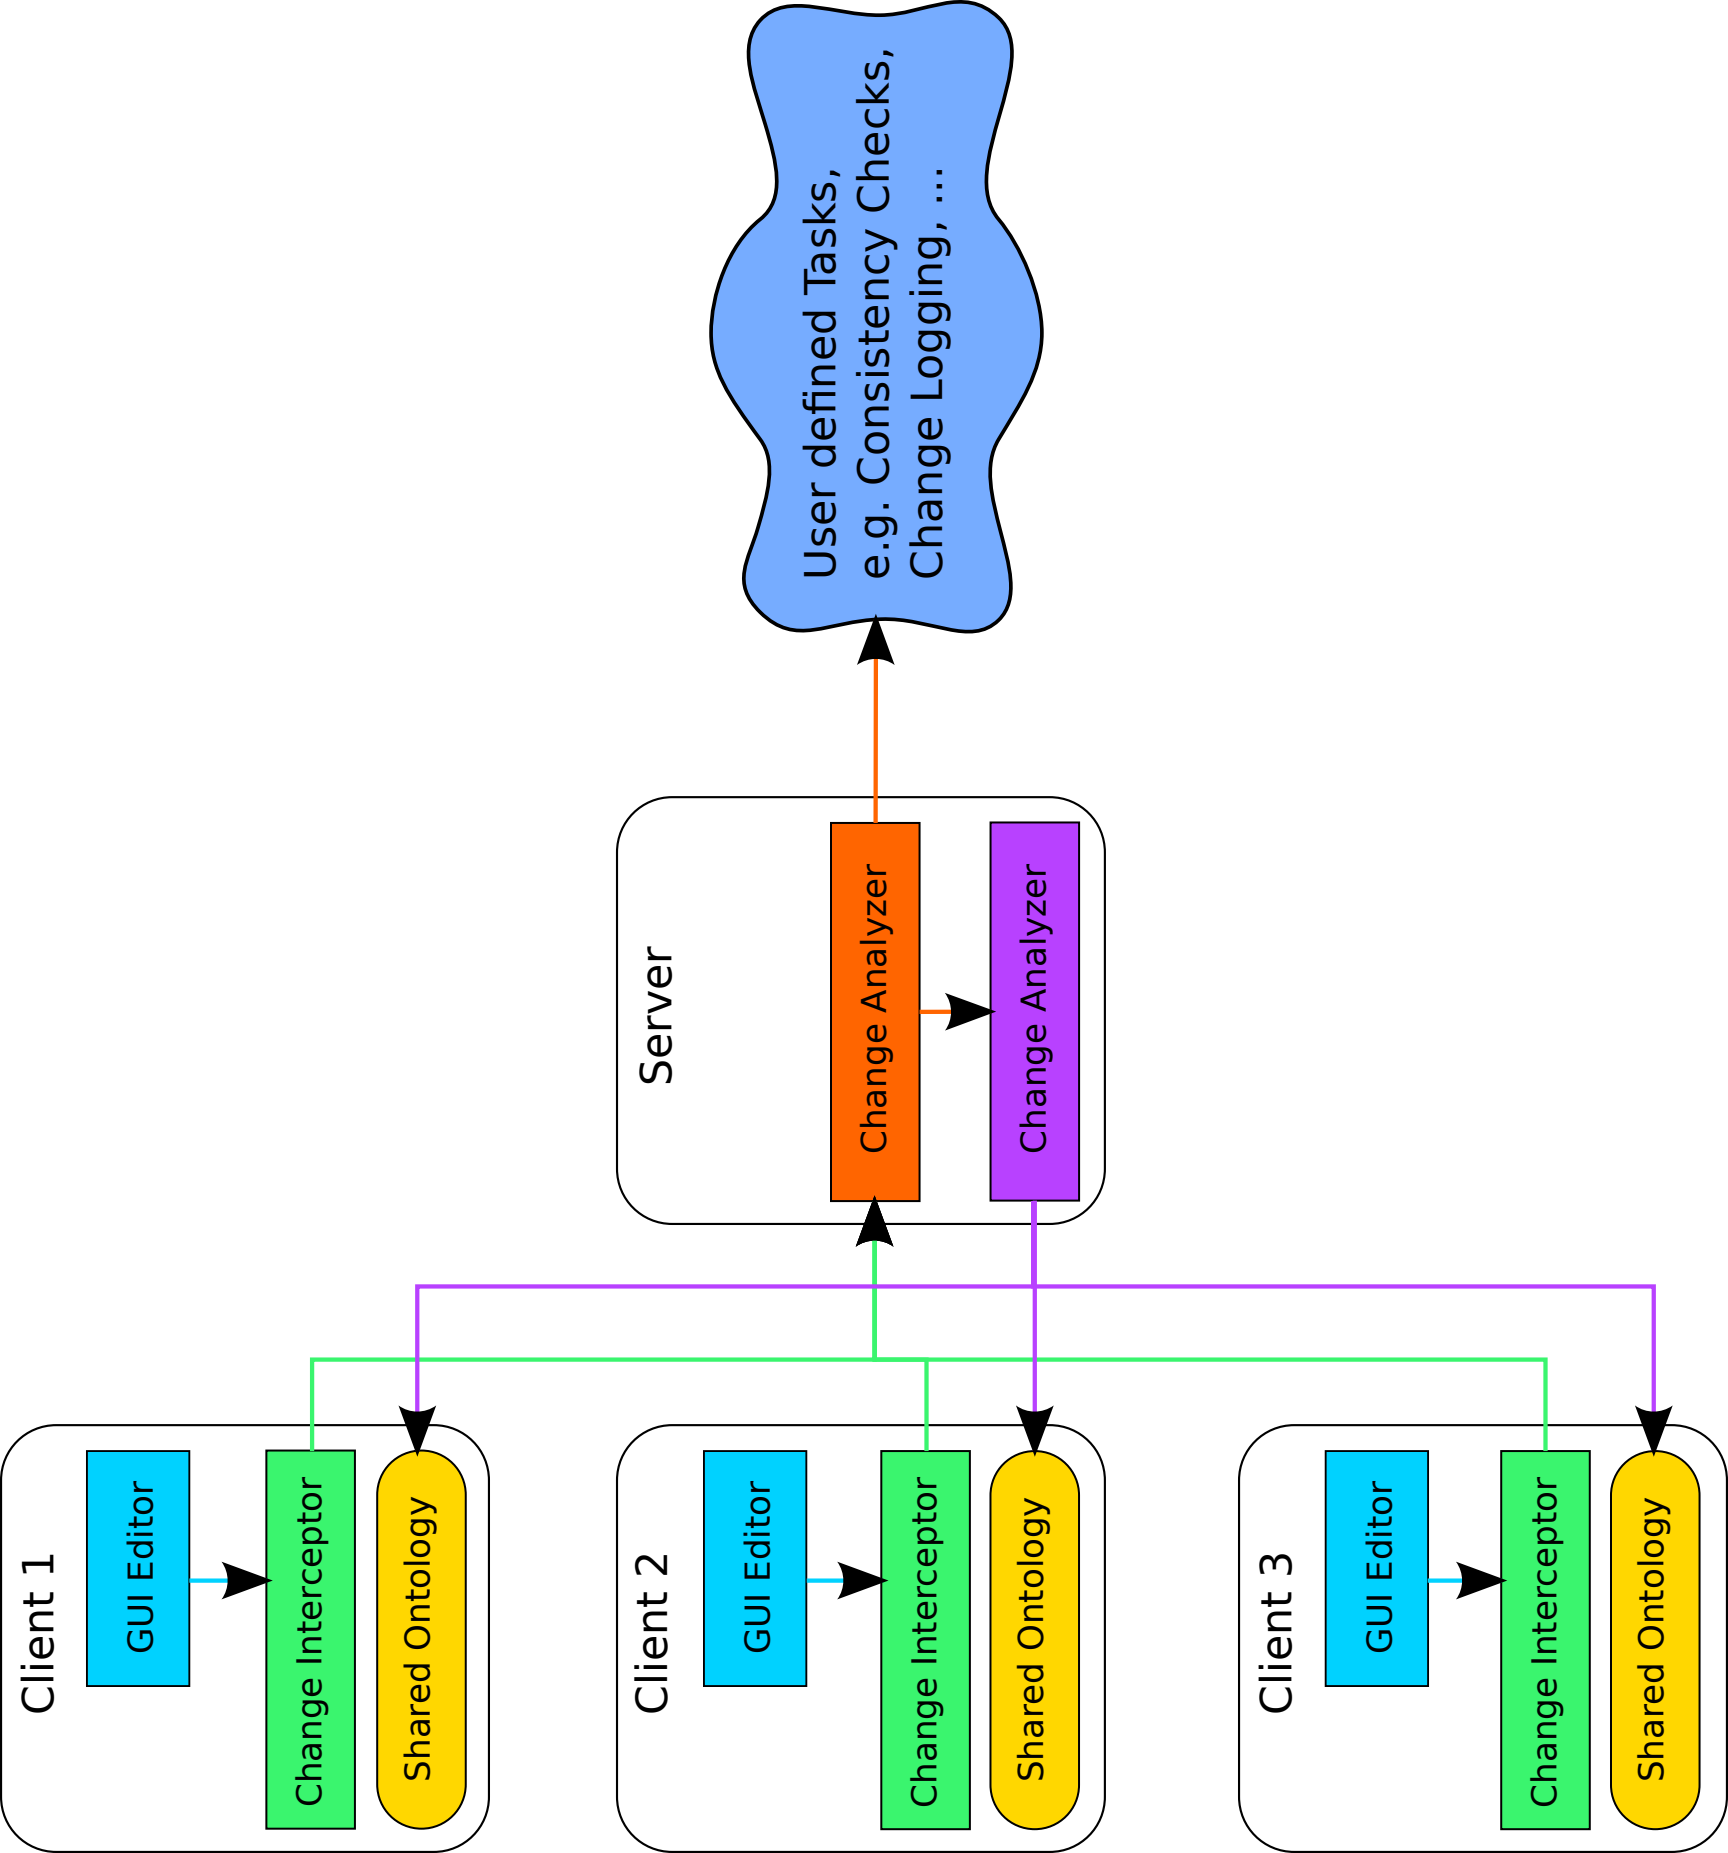 Client 1
GUI Editor
Change Interceptor
Shared Ontology
Client 2
GUI Editor
Change Interceptor
Shared Ontology
Client 3
GUI Editor
Change Interceptor
Shared Ontology
Server
Change Analyzer
Change Analyzer
User defined Tasks,
e.g. Consistency Checks,
Change Logging, ...